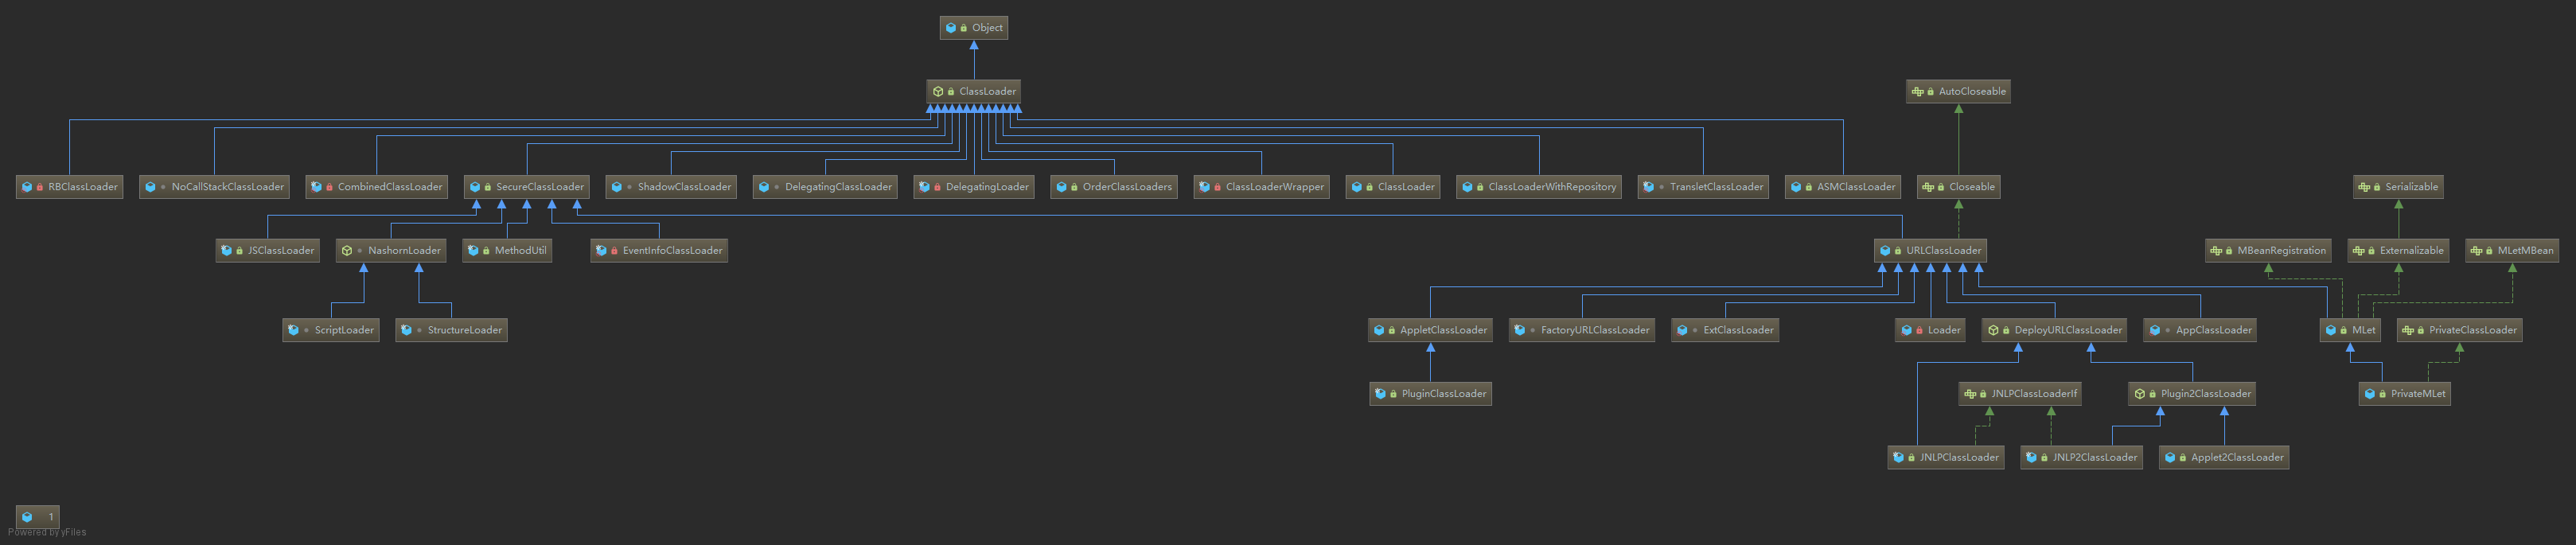 Object
ClassLoader
AutoCloseable
RBClassLoader
NoCallStackClassLoader
CombinedClassLoader
SecureClassLoader
ShadowClassLoader
DelegatingClassLoader
DelegatingLoader
OrderClassLoaders
ClassLoaderWrapper
ClassLoader
ClassLoaderWithRepository
TransletClassLoader
ASMClassLoader
Closeable
Serializable
JSClassLoader
NashornLoader
MethodUtil
EventInfoClassLoader
URLClassLoader
MBeanRegistration
Externalizable
MLetMBean
ScriptLoader
StructureLoader
AppletClassLoader
FactoryURLClassLoader
ExtClassLoader
Loader
DeployURLClassLoader
AppClassLoader
MLet
PrivateClassLoader
PluginClassLoader
JNLPClassLoaderIf
Plugin2ClassLoader
PrivateMLet
JNLPClassLoader
JNLP2ClassLoader
Applet2ClassLoader
1
Powered by yFiles